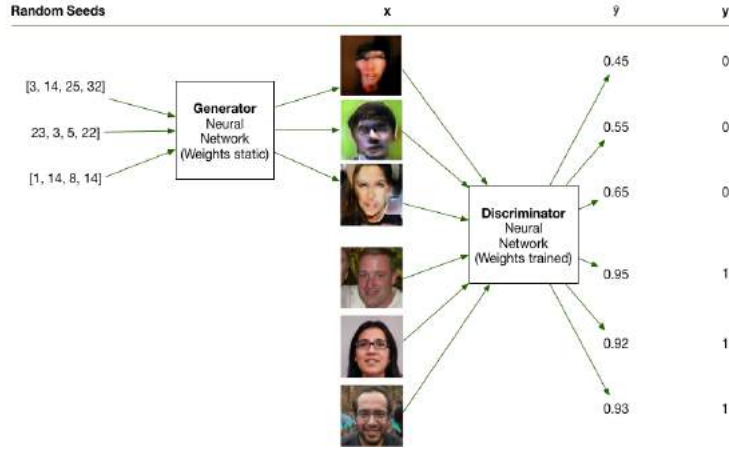 Random Seeds x ŷ y
[3, 14, 25, 32]
23, 3, 5, 22]
[1, 14, 8, 14]
Generator
Neural
Network
(Weights static)
Discriminator
Neural
Network
(Weights trained)
0.45 0
0.55 0
0.65 0
0.95 1
0.92 1
0.93 1